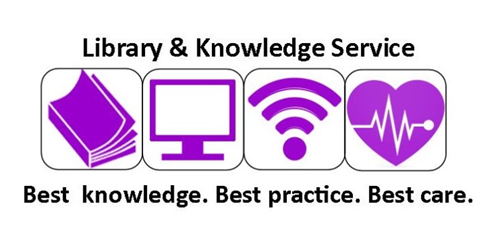 Library & Knowledge Service
Best knowledge. Best practice. Best care.